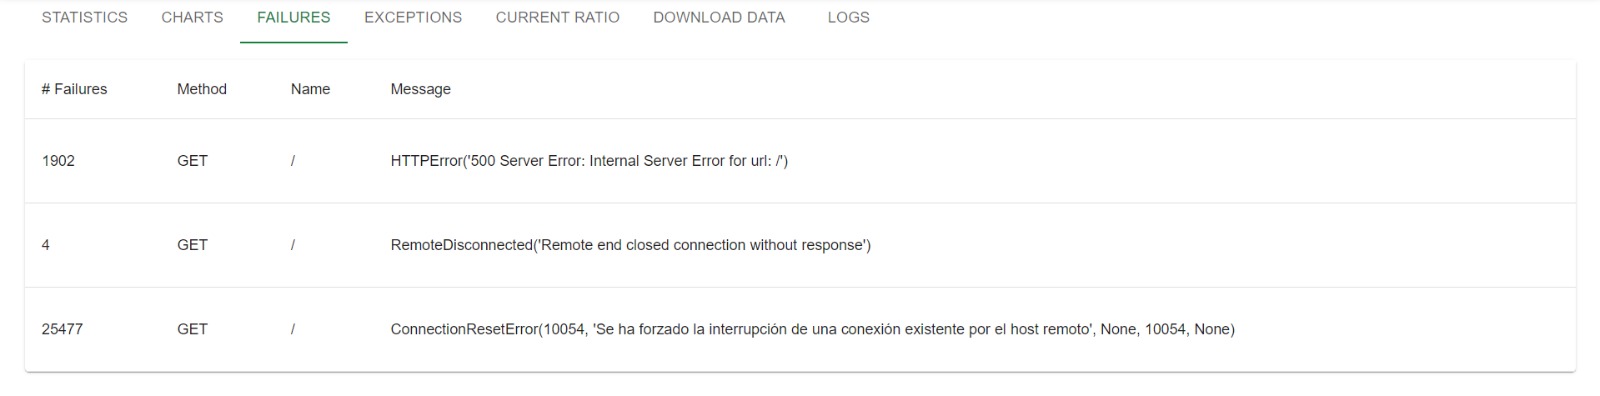 STATISTICS CHARTS FAILURES EXCEPTIONS CURRENT RATIO DOWNLOAD DATA LOGS
# Failures Method Name Message
1902 GET / HTTPError('500 Server Error: Internal Server Error for url: /')
4 GET / RemoteDisconnected('Remote end closed connection without response')
25477 GET / ConnectionResetError(10054, 'Se ha forzado la interrupción de una conexión existente por el host remoto', None, 10054, None)